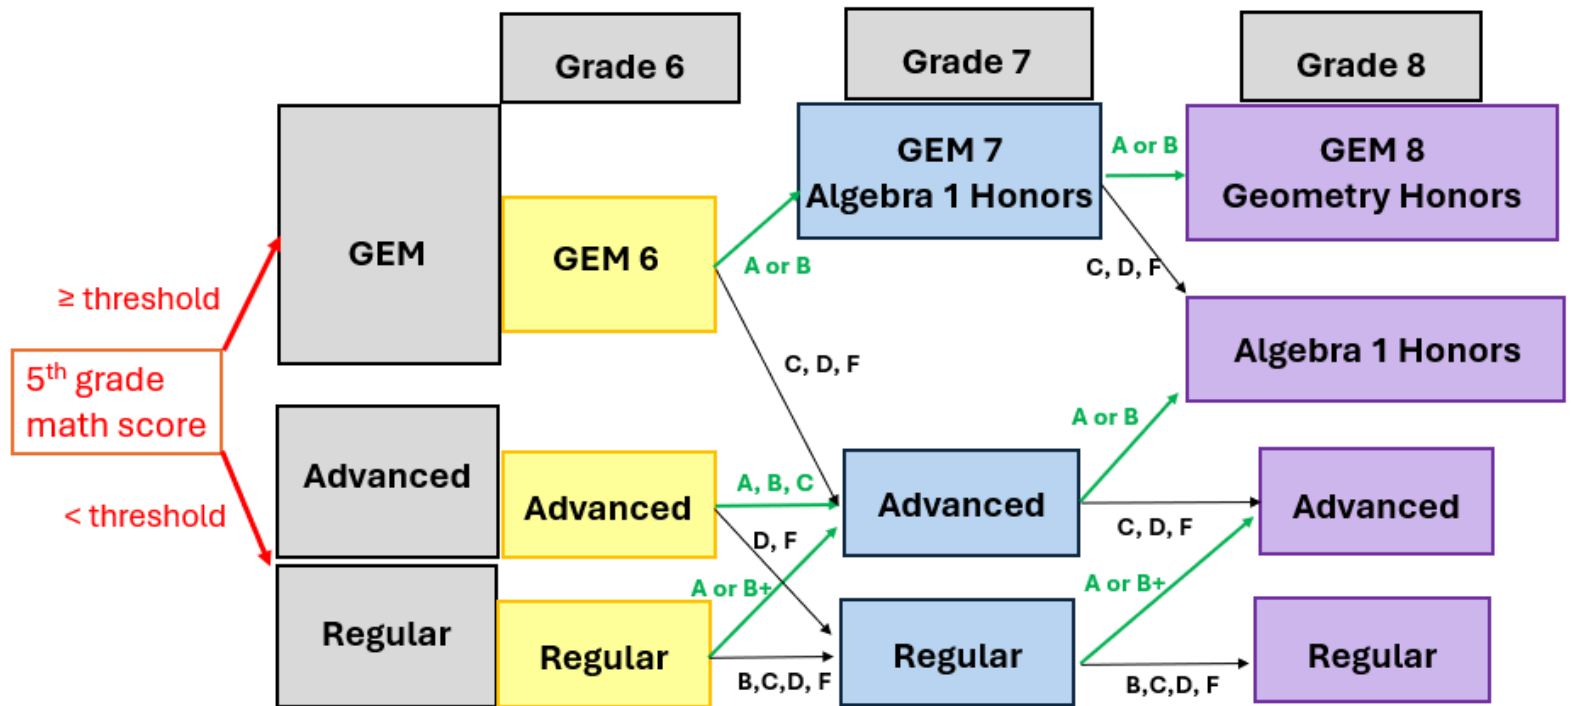 Grade 6
Grade 7
Grade 8
GEM
GEM 6
A or B
C, D, F
GEM 7
Algebra 1 Honors
A or B
C, D, F
GEM 8
Geometry Honors
Algebra 1 Honors
≥ threshold
5th grade
math score
< threshold
Advanced
Advanced
A, B, C
D, F
Advanced
A or B
C, D, F
Advanced
Regular
Regular
A or B+
B,C,D, F
Regular
A or B+
B,C,D, F
Regular